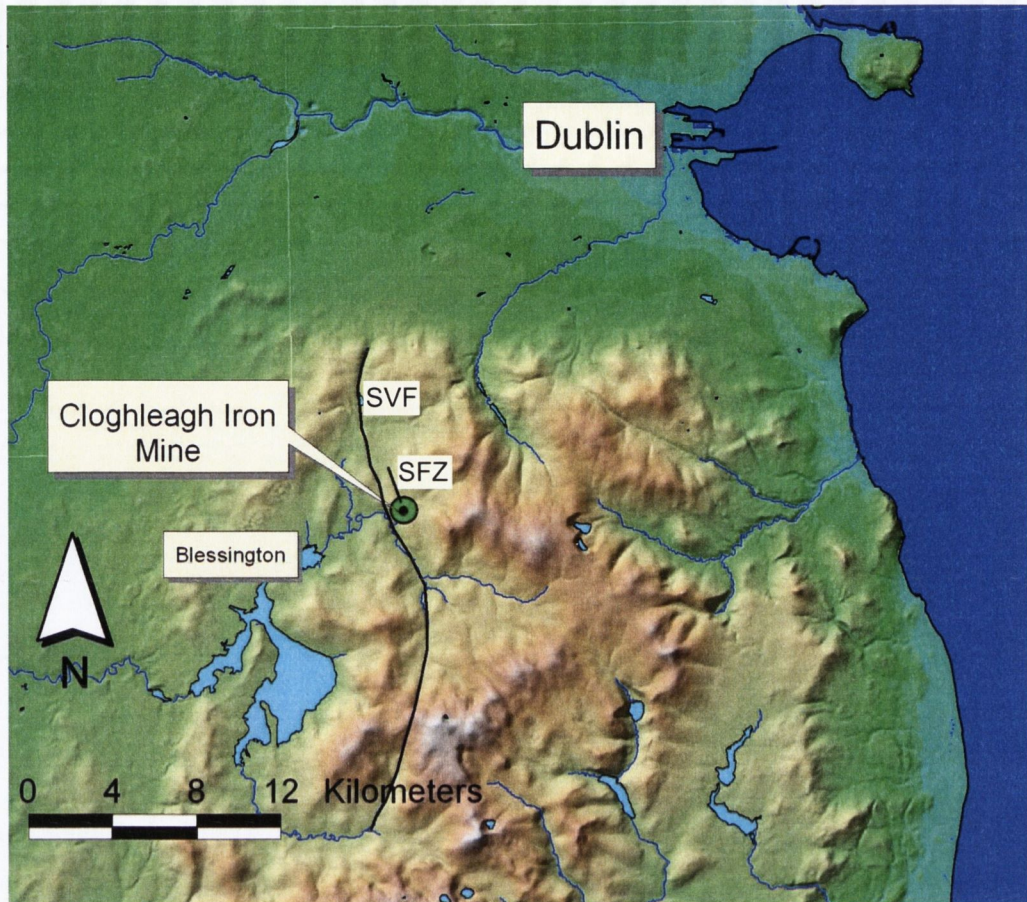 Dublin
SVF
Cloghleagh Iron
Mine
SFZ
Blessington
N
0 4 8 12 Kilometers